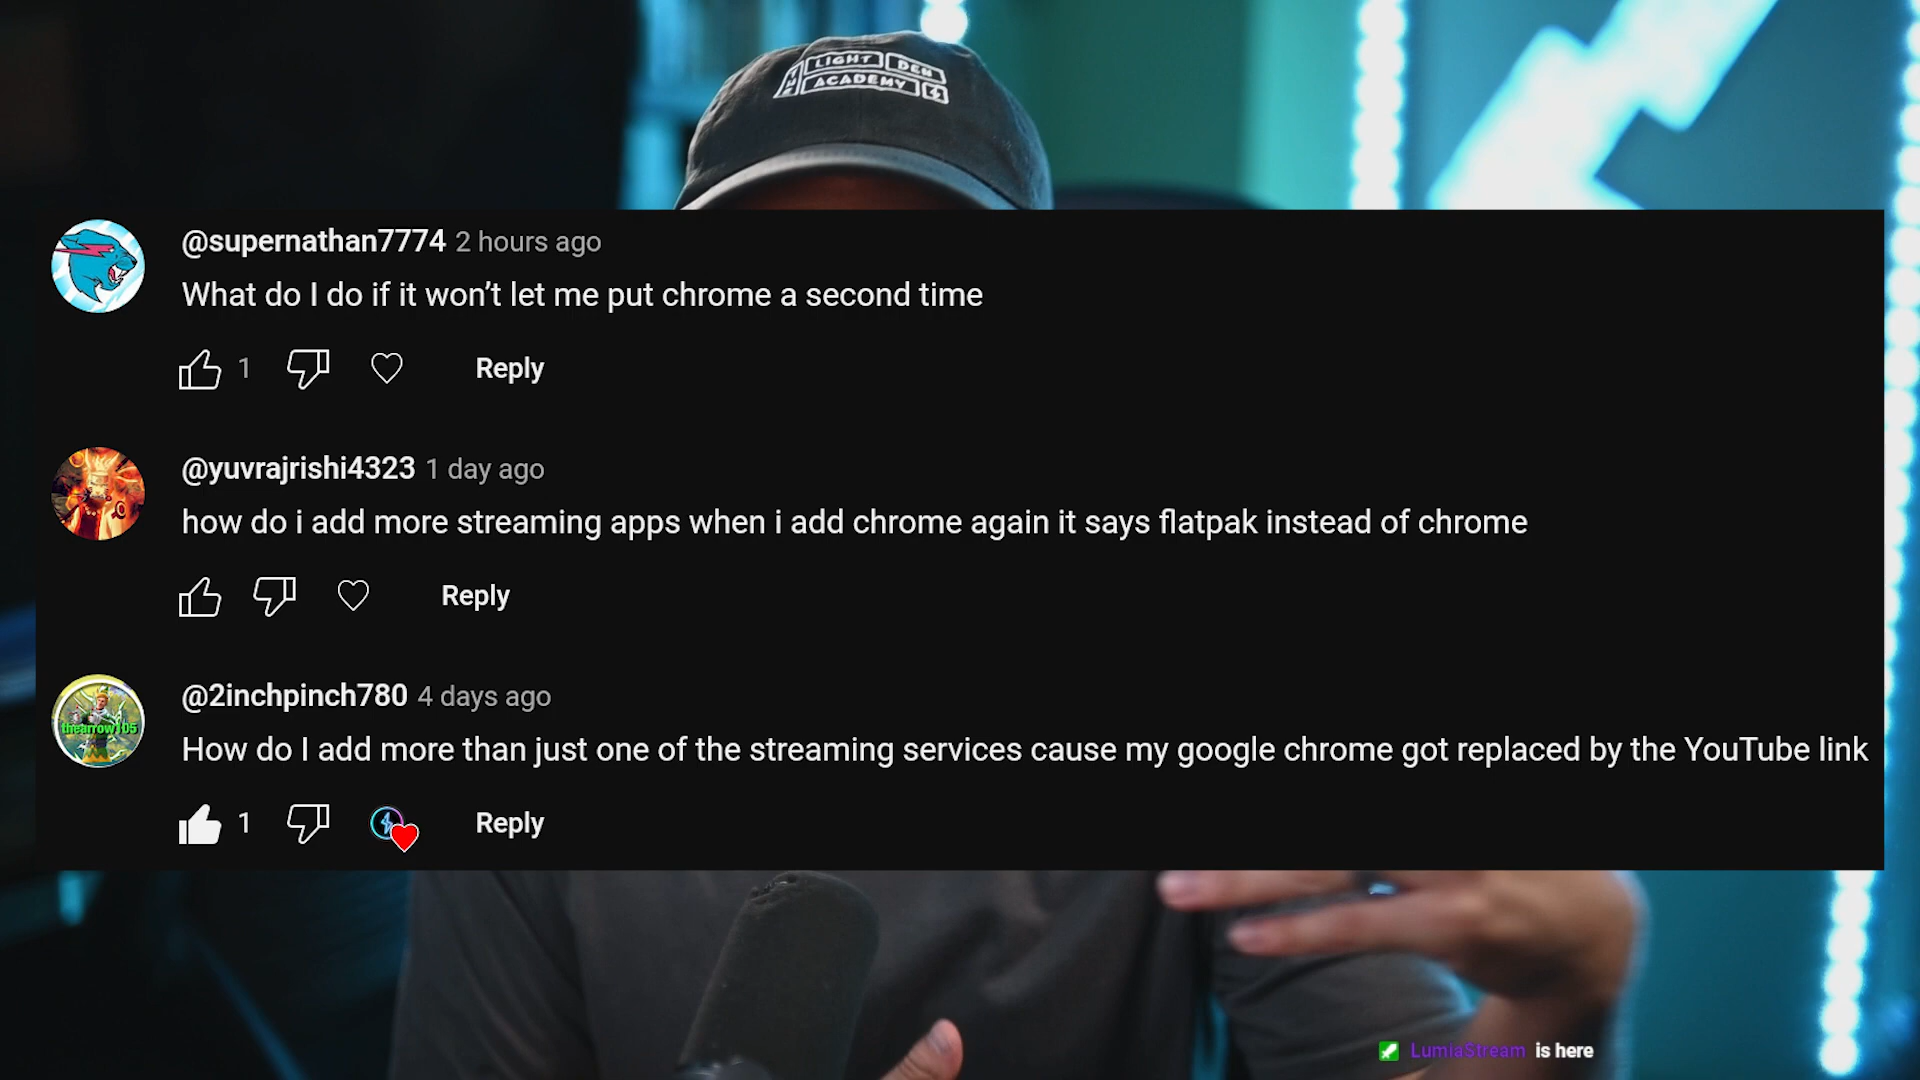 LIGHT DEN
THE ACADEMY
@supernathan7774 2 hours ago
What do I do if it won’t let me put chrome a second time
1 Reply
@yuvrajrishi4323 1 day ago
how do i add more streaming apps when i add chrome again it says flatpak instead of chrome
Reply
thearrow105
@2inchpinch780 4 days ago
How do I add more than just one of the streaming services cause my google chrome got replaced by the YouTube link
1 Reply
LumiaStream is here